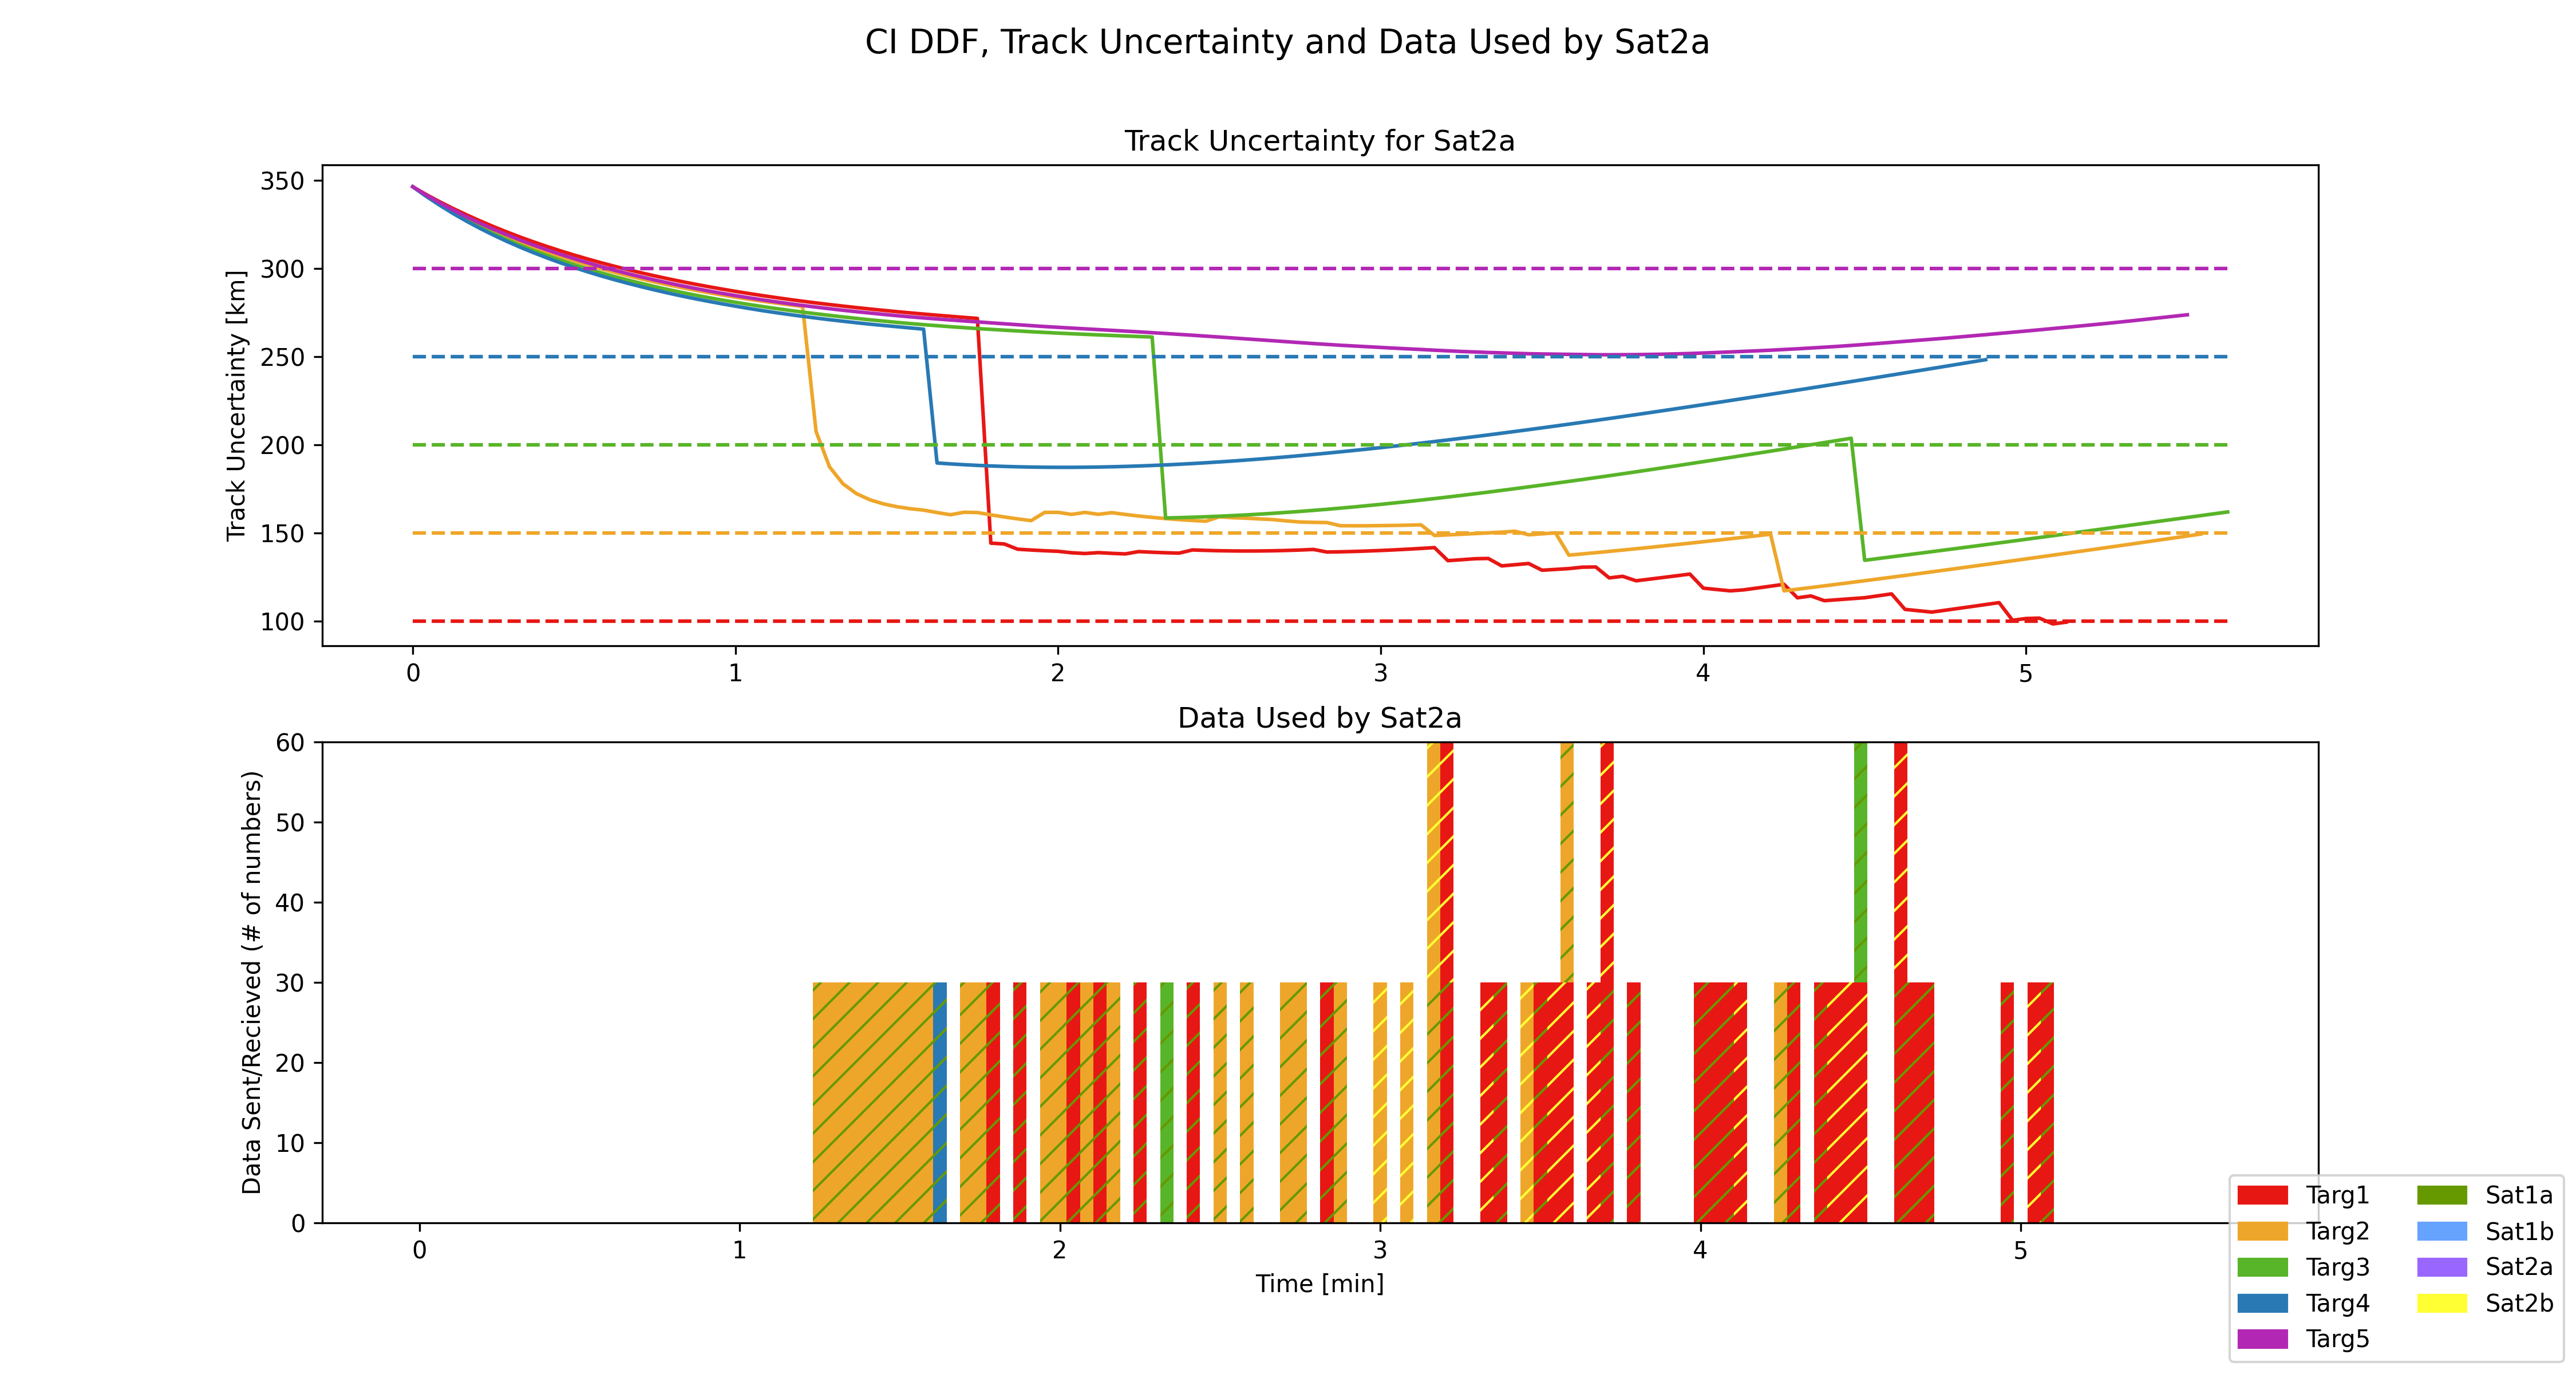 CI DDF, Track Uncertainty and Data Used by Sat2a
Track Uncertainty for Sat2a
Track Uncertainty [km]
350
300
250
200
150
100
0 1 2 3 4 5
Data Used by Sat2a
Data Sent/Recieved (# of numbers)
60
50
40
30
20
10
0
0 1 2 3 4 5
Time [min]
Targ1 Sat1a
Targ2 Sat1b
Targ3 Sat2a
Targ4 Sat2b
Targ5